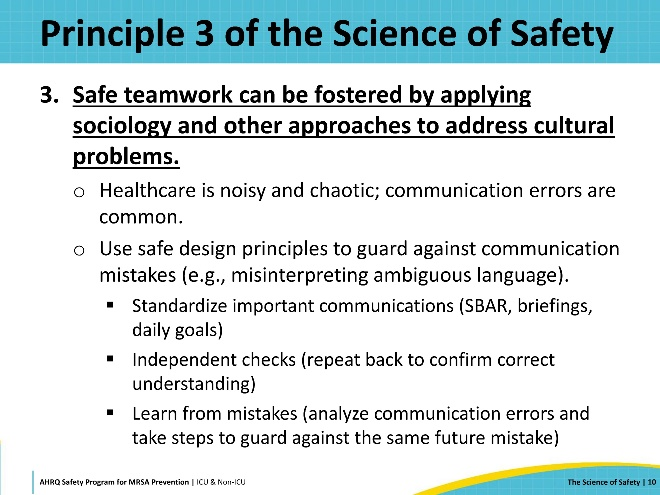 Principle 3 of the Science of Safety
3. Safe teamwork can be fostered by applying
sociology and other approaches to address cultural
problems.
o Healthcare is noisy and chaotic; communication errors are
common.
o Use safe design principles to guard against communication
mistakes (e.g., misinterpreting ambiguous language).
▪ Standardize important communications (SBAR, briefings,
daily goals)
▪ Independent checks (repeat back to confirm correct
understanding)
▪ Learn from mistakes (analyze communication errors and
take steps to guard against the same future mistake)
AHRQ Safety Program for MRSA Prevention | ICU & Non-ICU
The Science of Safety | 10